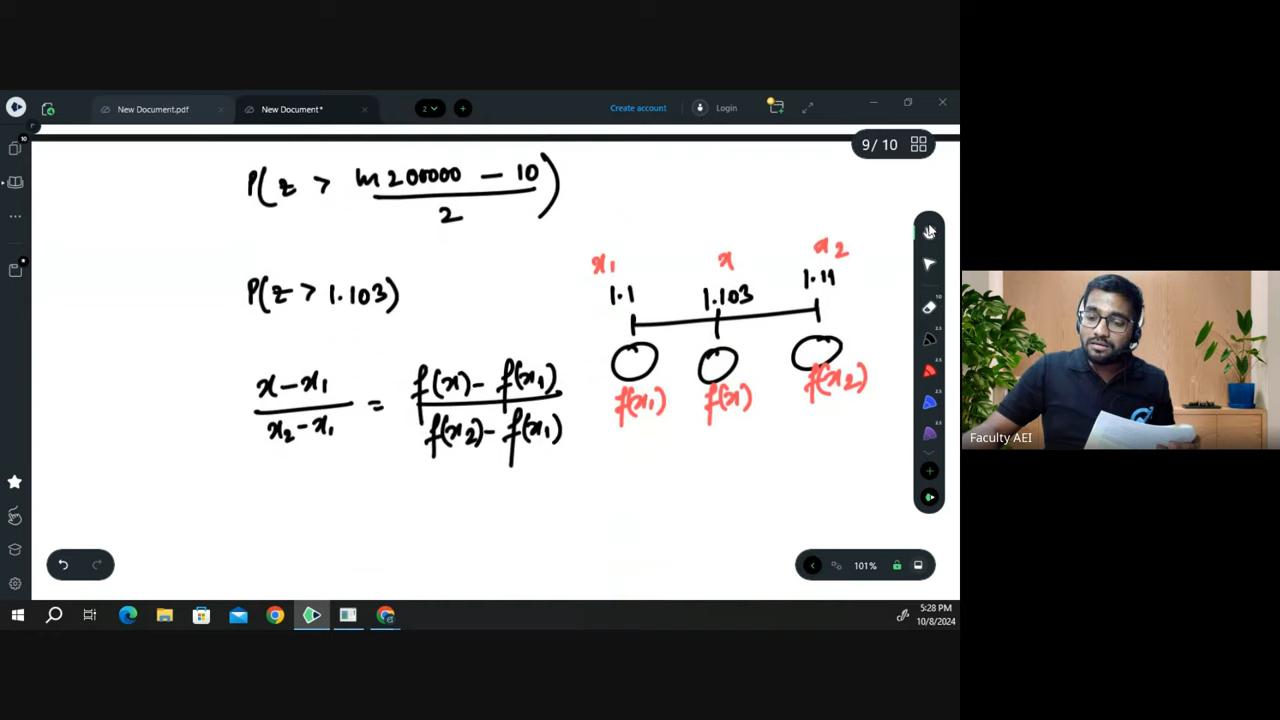 New Document.pdf
New Document*
2
Create account
Login
9/ 10
P(z > ln 200000 − 10 / 2)
x₁ x x₂
1.1 1.103 1.11
P(z > 1.103)
x − x₁ / x₂ − x₁ = f(x) − f(x₁) / f(x₂) − f(x₁)
f(x₁) f(x) f(x₂)
Faculty AEI
101%
5:28 PM
10/8/2024